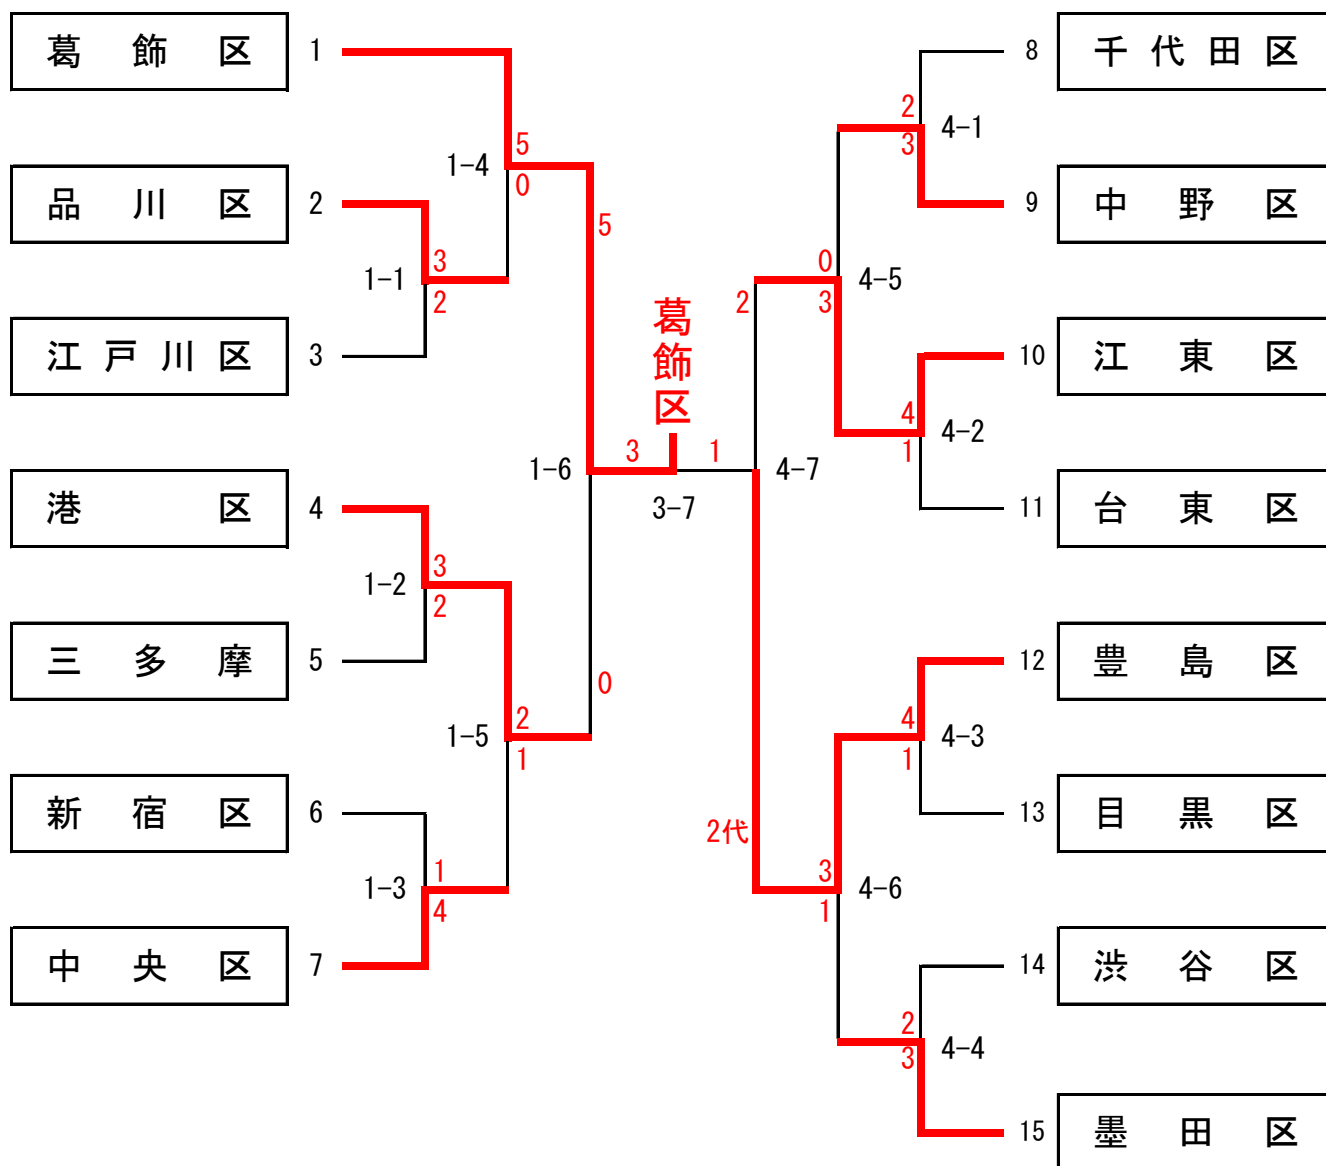 葛飾区 1
品川区 2
江戸川区 3
港区 4
三多摩 5
新宿区 6
中央区 7
1-1
3
2
1-2
3
2
1-3
1
4
1-4
5
0
1-5
2
1
1-6
5
0
葛飾区
3
1
3-7
4-7
2
2代
4-5
0
3
4-6
3
1
4-1
2
3
4-2
4
1
4-3
4
1
4-4
2
3
8 千代田区
9 中野区
10 江東区
11 台東区
12 豊島区
13 目黒区
14 渋谷区
15 墨田区